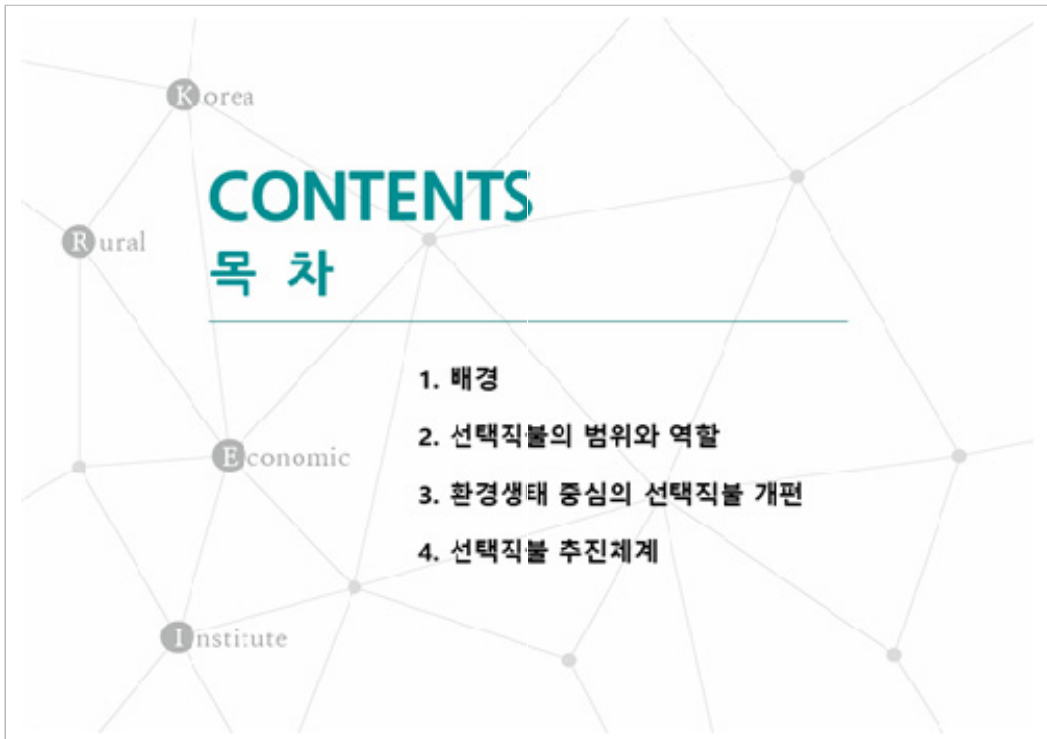 Korea
CONTENTS
Rural
목 차
1. 배경
2. 선택직불의 범위와 역할
Economic
3. 환경생태 중심의 선택직불 개편
4. 선택직불 추진체계
Institute